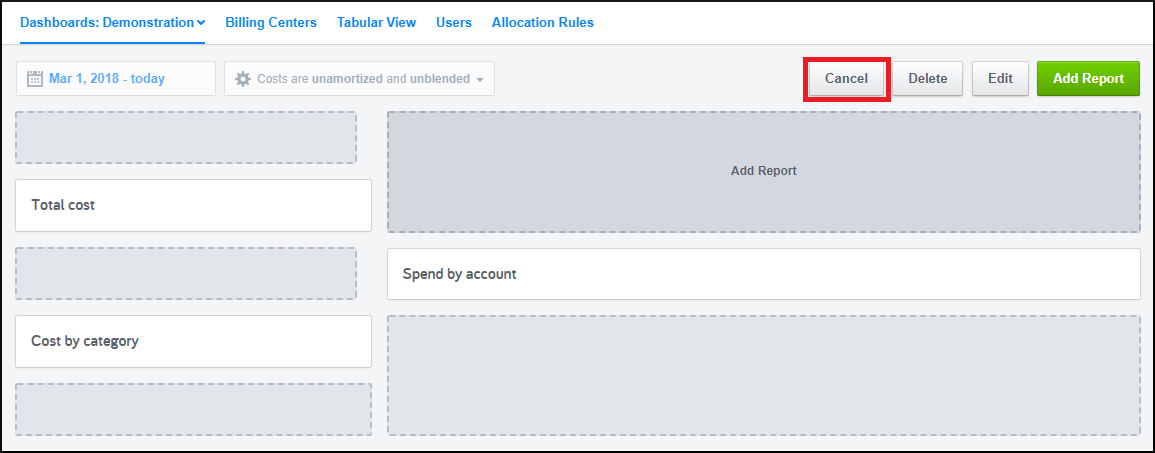 Dashboards: Demonstration Billing Centers Tabular View Users Allocation Rules
Mar 1, 2018 - today Costs are unamortized and unblended Cancel Delete Edit Add Report
Add Report
Total cost
Spend by account
Cost by category